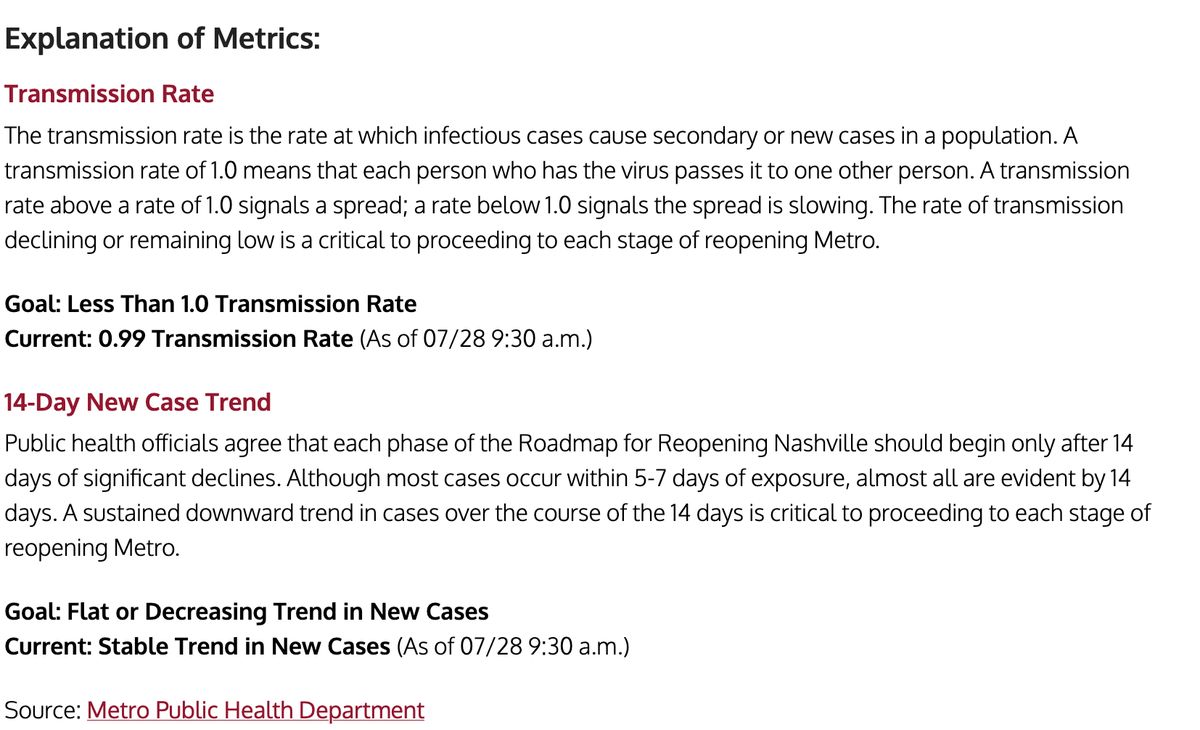 Explanation of Metrics:
Transmission Rate
The transmission rate is the rate at which infectious cases cause secondary or new cases in a population. A
transmission rate of 1.0 means that each person who has the virus passes it to one other person. A transmission
rate above a rate of 1.0 signals a spread; a rate below 1.0 signals the spread is slowing. The rate of transmission
declining or remaining low is a critical to proceeding to each stage of reopening Metro.
Goal: Less Than 1.0 Transmission Rate
Current: 0.99 Transmission Rate (As of 07/28 9:30 a.m.)
14-Day New Case Trend
Public health officials agree that each phase of the Roadmap for Reopening Nashville should begin only after 14
days of significant declines. Although most cases occur within 5-7 days of exposure, almost all are evident by 14
days. A sustained downward trend in cases over the course of the 14 days is critical to proceeding to each stage of
reopening Metro.
Goal: Flat or Decreasing Trend in New Cases
Current: Stable Trend in New Cases (As of 07/28 9:30 a.m.)
Source: Metro Public Health Department